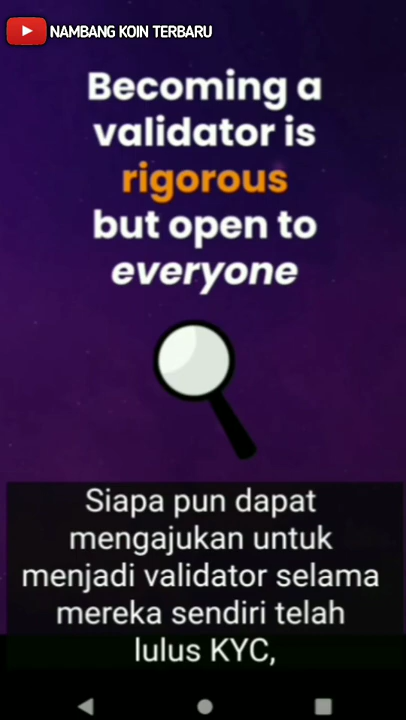 NAMBANG KOIN TERBARU
Becoming a
validator is
rigorous
but open to
everyone
Siapa pun dapat
mengajukan untuk
menjadi validator selama
mereka sendiri telah
lulus KYC,